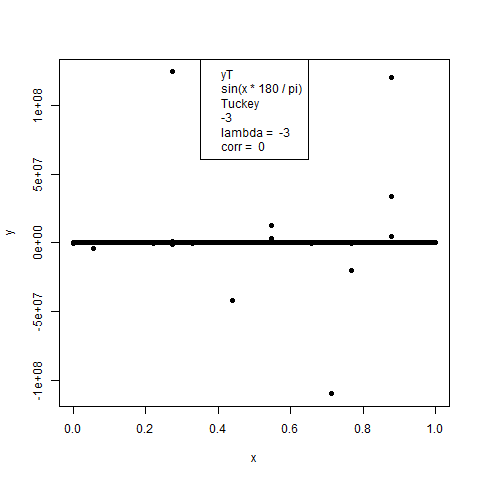 yT
sin(x * 180 / pi)
Tuckey
-3
lambda =  -3
corr =  0
1e+08
5e+07
0e+00
-5e+07
-1e+08
y
0.0 0.2 0.4 0.6 0.8 1.0
x